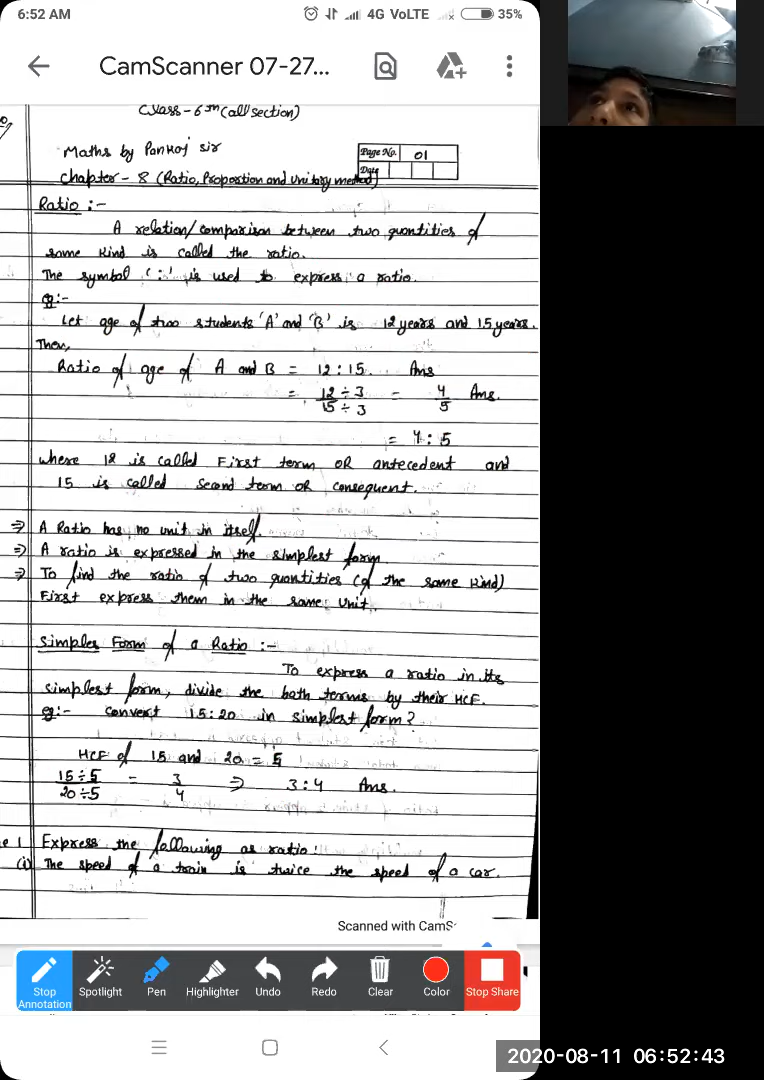 6:52 AM 4G VoLTE 35%
CamScanner 07-27...
Class - 6th (all section)
Maths by Pankaj sir
Page No. 01
Date
Chapter - 8 (Ratio, Proportion and Unitary method)
Ratio :-
A relation/comparison between two quantities of
same kind is called the ratio.
The symbol ':' is used to express a ratio.
eg:-
Let age of two students 'A' and 'B' is 12 years and 15 years.
Then,
Ratio of age of A and B = 12 : 15. Ans
= 12 ÷ 3 / 15 ÷ 3 = 4/5 Ans.
= 4 : 5
where 12 is called First term OR antecedent and
15 is called second term OR consequent.
⇒ A Ratio has no unit in itself.
⇒ A ratio is expressed in the simplest form.
⇒ To find the ratio of two quantities (of the same kind)
First express them in the same unit.
Simples Form of a Ratio :-
To express a ratio in its
simplest form, divide the both terms by their HCF.
eg:- convert 15:20 in simplest form?
HCF of 15 and 20 = 5
15 ÷ 5 / 20 ÷ 5 = 3/4 ⇒ 3:4 Ans.
e 1 Express the following as ratio:
(i) The speed of a train is twice the speed of a car.
Scanned with CamS
Stop Annotation Spotlight Pen Highlighter Undo Redo Clear Color Stop Share
2020-08-11 06:52:43